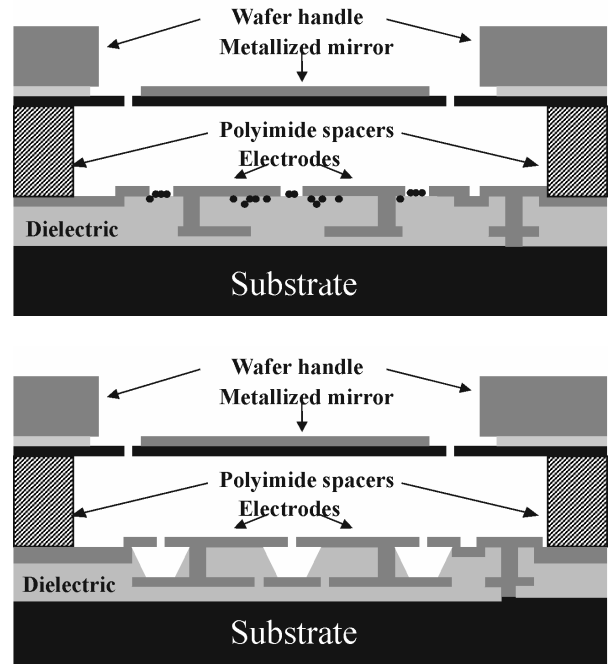 Wafer handle
Metallized mirror
Polyimide spacers
Electrodes
Dielectric
Substrate
Wafer handle
Metallized mirror
Polyimide spacers
Electrodes
Dielectric
Substrate